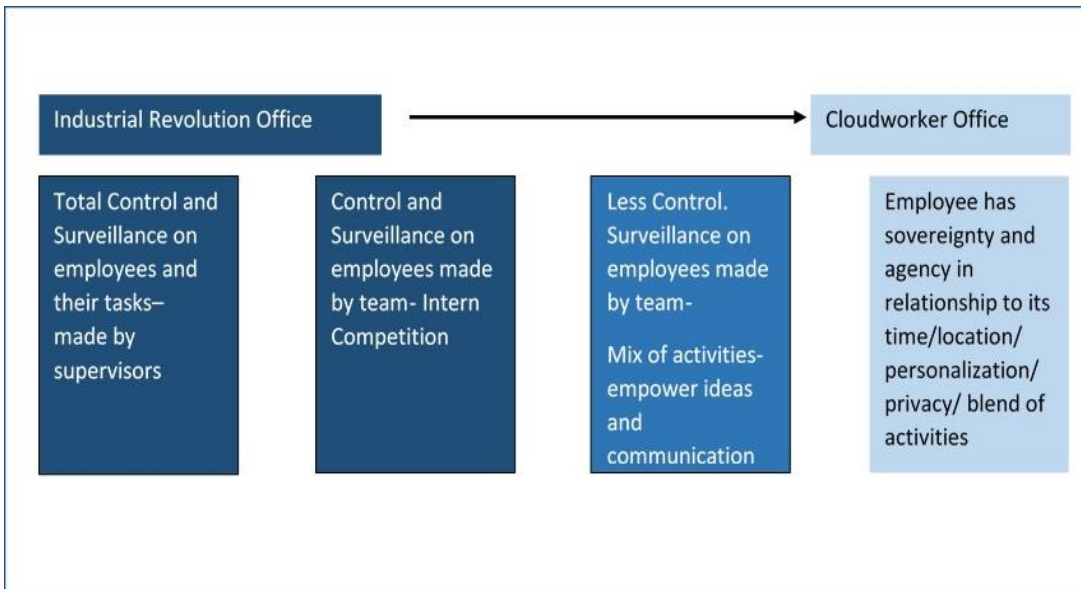 Industrial Revolution Office
Cloudworker Office
Total Control and
Surveillance on
employees and
their tasks–
made by
supervisors
Control and
Surveillance on
employees made
by team- Intern
Competition
Less Control.
Surveillance on
employees made
by team-
Mix of activities-
empower ideas
and
communication
Employee has
sovereignty and
agency in
relationship to its
time/location/
personalization/
privacy/ blend of
activities